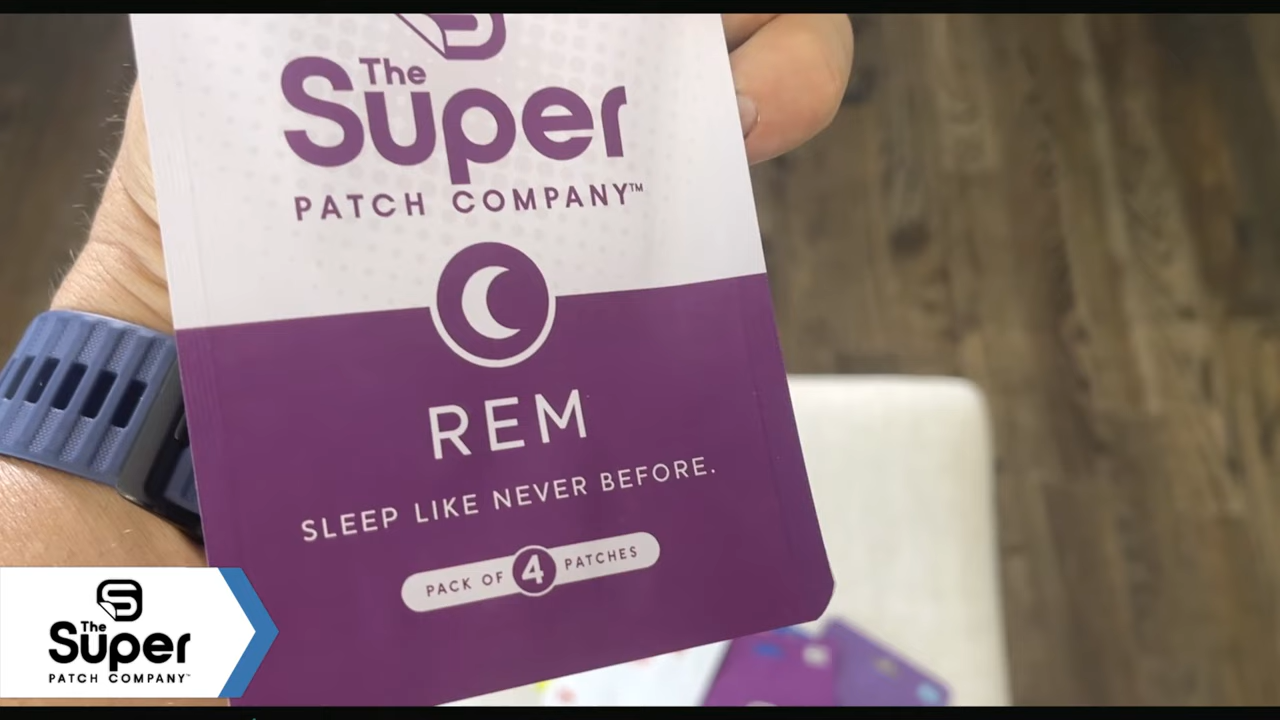 The
Super
PATCH COMPANY™
REM
SLEEP LIKE NEVER BEFORE.
PACK OF 4 PATCHES
The
Super
PATCH COMPANY™